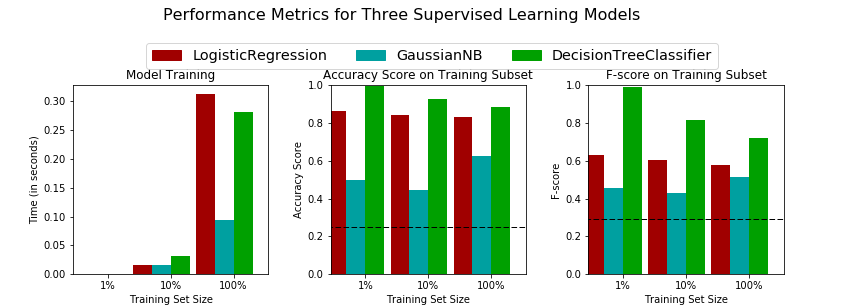 Performance Metrics for Three Supervised Learning Models
LogisticRegression GaussianNB DecisionTreeClassifier
Model Training
Time (in seconds)
0.30
0.25
0.20
0.15
0.10
0.05
0.00
1% 10% 100%
Training Set Size
Accuracy Score on Training Subset
Accuracy Score
1.0
0.8
0.6
0.4
0.2
0.0
1% 10% 100%
Training Set Size
F-score on Training Subset
F-score
1.0
0.8
0.6
0.4
0.2
0.0
1% 10% 100%
Training Set Size